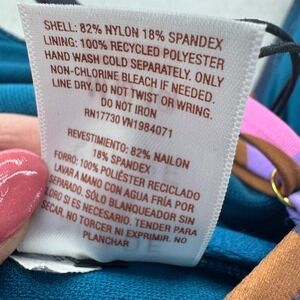 SHELL: 82% NYLON 18% SPANDEX
LINING: 100% RECYCLED POLYESTER
HAND WASH COLD SEPARATELY. ONLY
NON-CHLORINE BLEACH IF NEEDED.
LINE DRY. DO NOT TWIST OR WRING.
DO NOT IRON
RN17730 VN1984071
REVESTIMIENTO: 82% NAILON
18% SPANDEX
FORRO: 100% POLIÉSTER RECICLADO
LAVAR A MANO CON AGUA FRÍA POR
SEPARADO. SÓLO BLANQUEADOR SIN
CLORO SI ES NECESARIO. TENDER PARA
SECAR. NO TORCER NI EXPRIMIR. NO
PLANCHAR